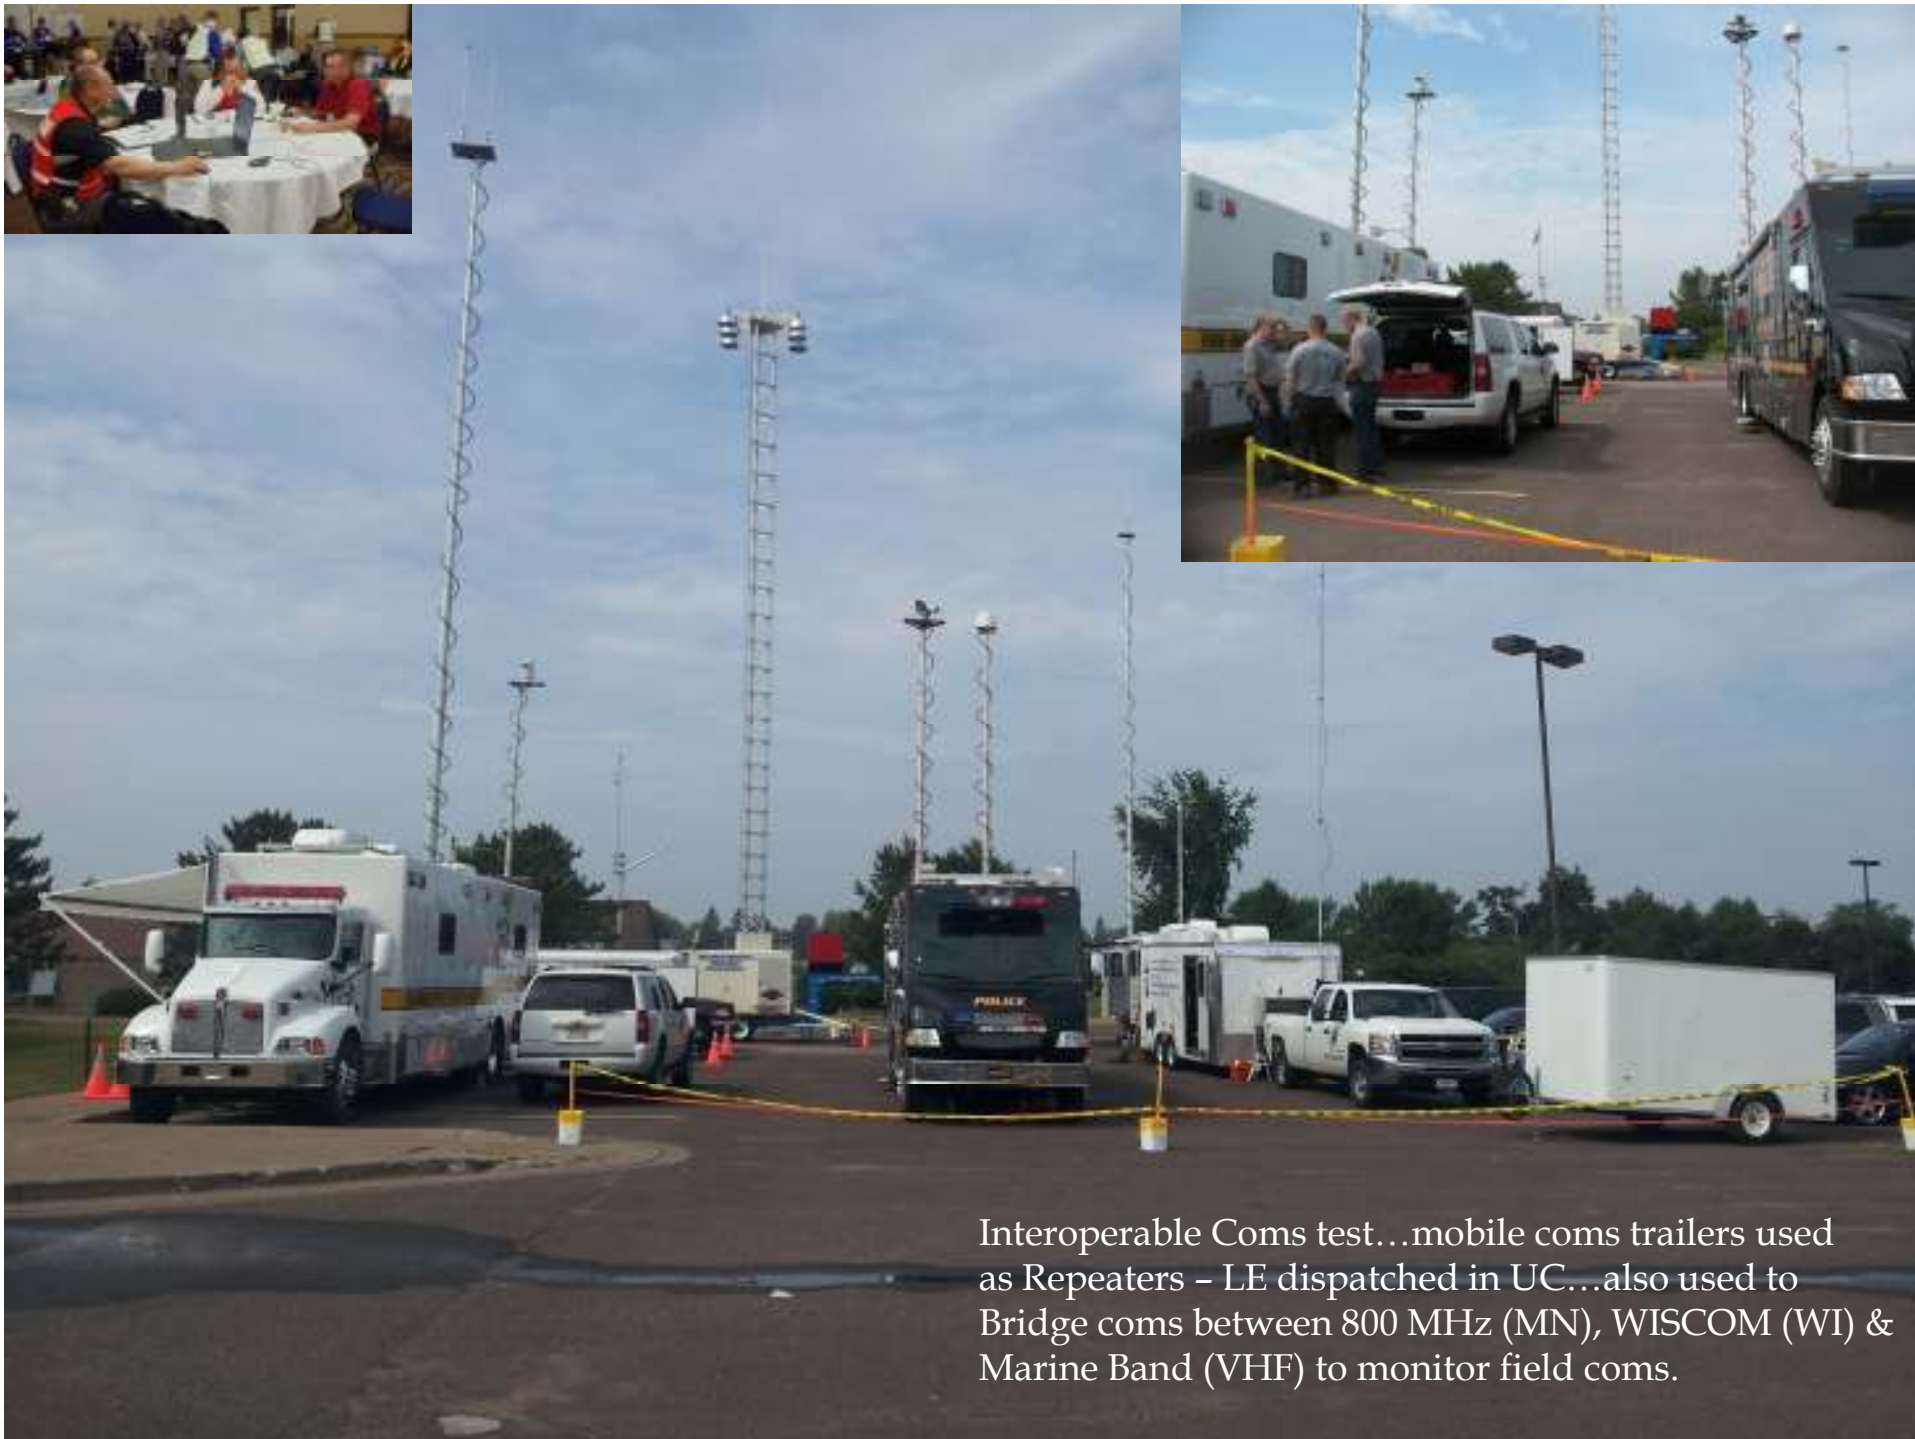 POLICE
Interoperable Coms test…mobile coms trailers used
as Repeaters – LE dispatched in UC…also used to
Bridge coms between 800 MHz (MN), WISCOM (WI) &
Marine Band (VHF) to monitor field coms.